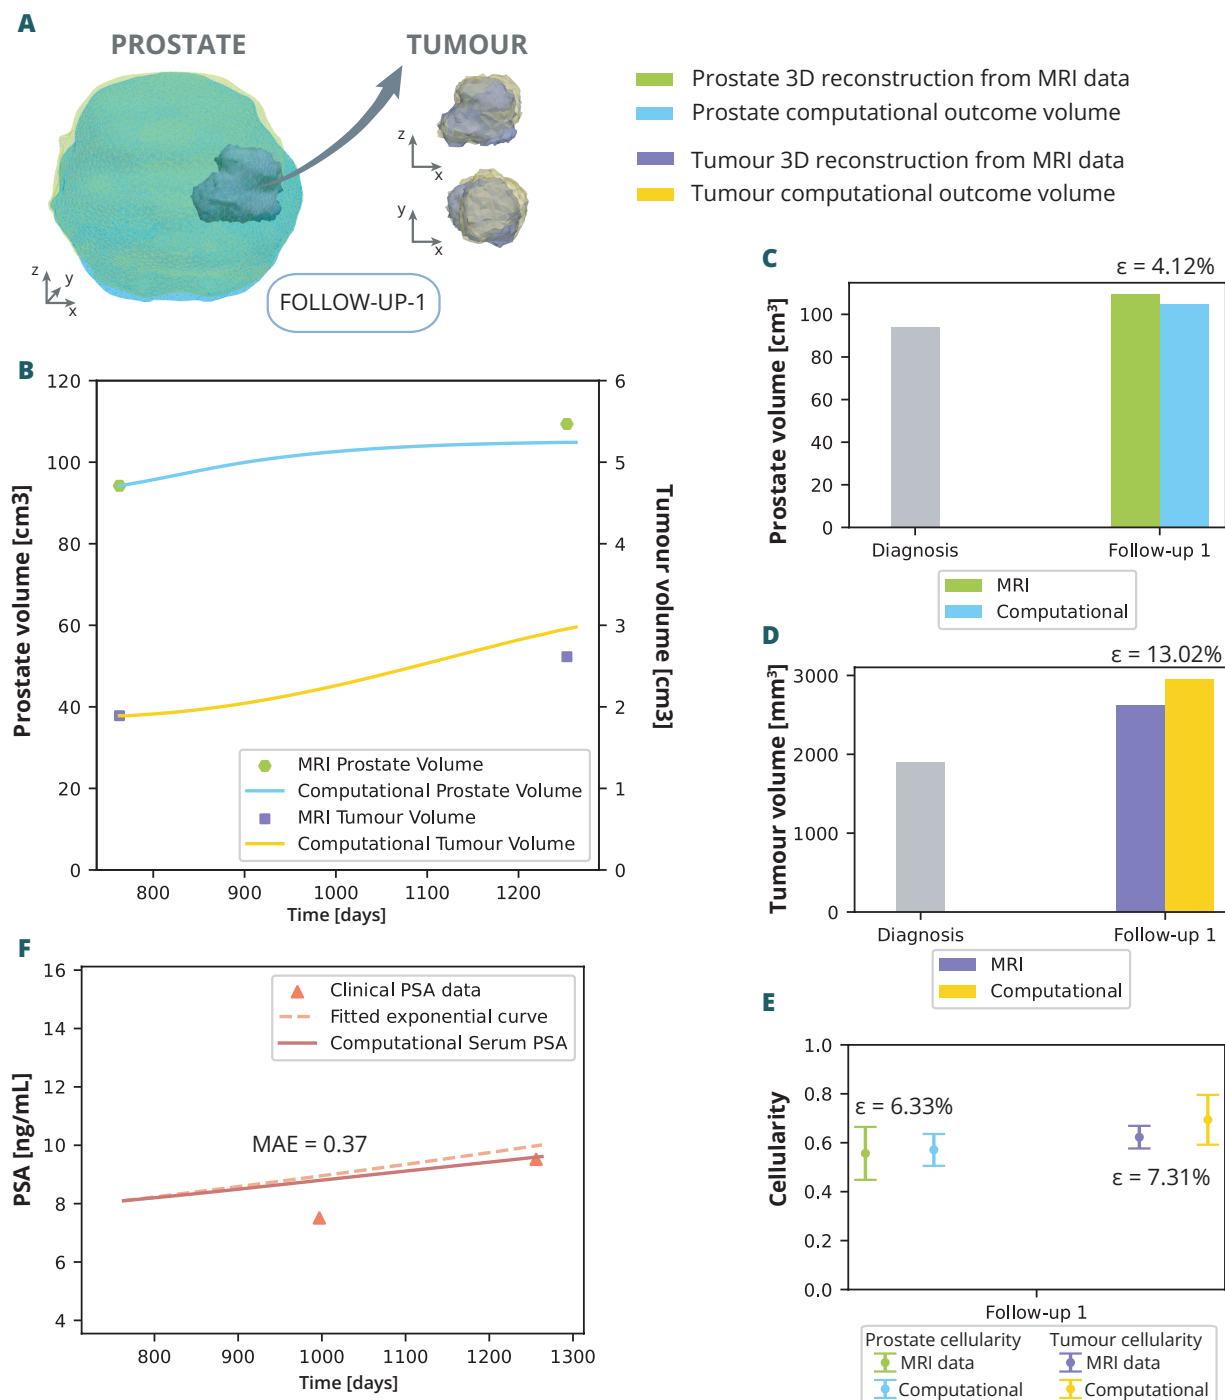 A
PROSTATE
TUMOUR
z
x
y
x
z
y
x
FOLLOW-UP-1
Prostate 3D reconstruction from MRI data
Prostate computational outcome volume
Tumour 3D reconstruction from MRI data
Tumour computational outcome volume
B
120
100
80
60
40
20
0
Prostate volume [cm3]
6
5
4
3
2
1
0
Tumour volume [cm3]
MRI Prostate Volume
Computational Prostate Volume
MRI Tumour Volume
Computational Tumour Volume
800 900 1000 1100 1200
Time [days]
C
ε = 4.12%
Prostate volume [cm³]
100
80
60
40
20
0
Diagnosis Follow-up 1
MRI
Computational
D
ε = 13.02%
Tumour volume [mm³]
3000
2000
1000
0
Diagnosis Follow-up 1
MRI
Computational
E
Cellularity
1.0
0.8
0.6
0.4
0.2
0.0
ε = 6.33%
ε = 7.31%
Follow-up 1
Prostate cellularity Tumour cellularity
MRI data MRI data
Computational Computational
F
PSA [ng/mL]
16
14
12
10
8
6
4
Clinical PSA data
Fitted exponential curve
Computational Serum PSA
MAE = 0.37
800 900 1000 1100 1200 1300
Time [days]